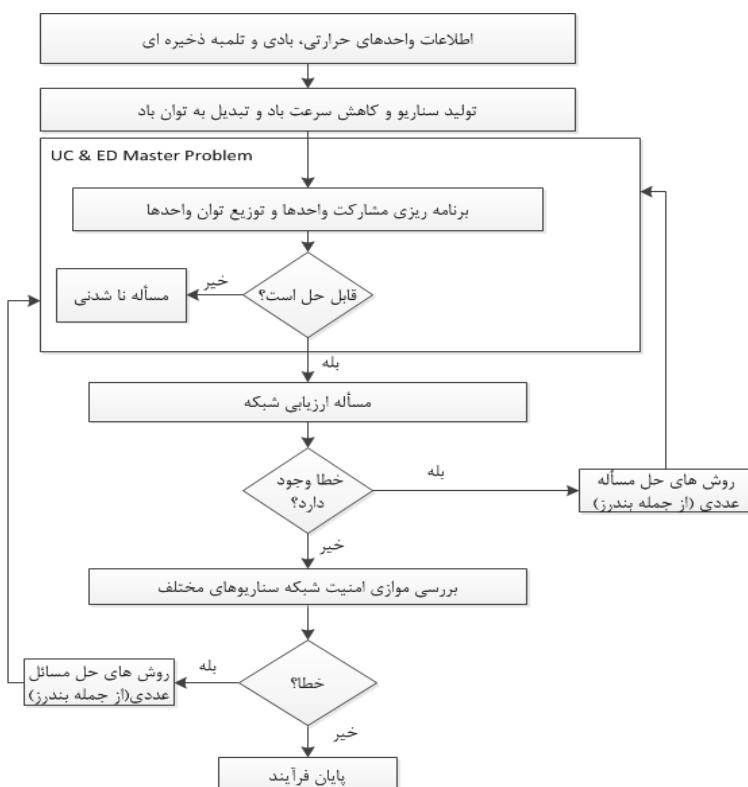 اطلاعات واحدهای حرارتی، بادی و تلمبه ذخیره ای
تولید سناریو و کاهش سرعت باد و تبدیل به توان باد
UC & ED Master Problem
برنامه ریزی مشارکت واحدها و توزیع توان واحدها
قابل حل است؟
خیر
مسأله نا شدنی
بله
مسأله ارزیابی شبکه
خطا وجود
دارد؟
بله
روش های حل مسأله
عددی (از جمله بندرز)
خیر
بررسی موازی امنیت شبکه سناریوهای مختلف
خطا؟
بله
روش های حل مسائل
عددی(از جمله بندرز)
خیر
پایان فرآیند